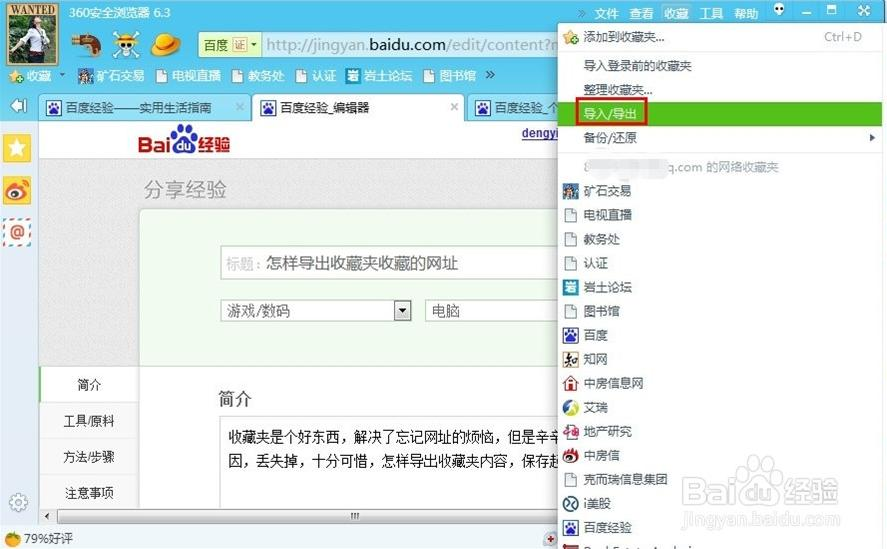 WANTED
360安全浏览器 6.3
文件 查看 收藏 工具 帮助
百度 证 http://jingyan.baidu.com/edit/content?
收藏 矿石交易 电视直播 教务处 认证 岩土论坛 图书馆 »
百度经验——实用生活指南 百度经验_编辑器 百度经验_个
Baidu经验
dengyi
分享经验
标题: 怎样导出收藏夹收藏的网址
游戏/数码 电脑
简介
工具/原料
方法/步骤
注意事项
简介
收藏夹是个好东西，解决了忘记网址的烦恼，但是辛辛
因，丢失掉，十分可惜，怎样导出收藏夹内容，保存起
79%好评
添加到收藏夹... Ctrl+D
导入登录前的收藏夹
整理收藏夹...
导入/导出
备份/还原
8 q.com 的网络收藏夹
矿石交易
电视直播
教务处
认证
岩 岩土论坛
图书馆
百度
知 知网
中房信息网
艾瑞
地产研究
中房信
克而瑞信息集团
i美股
百度经验
Baidu经验
jingyan.baidu.com